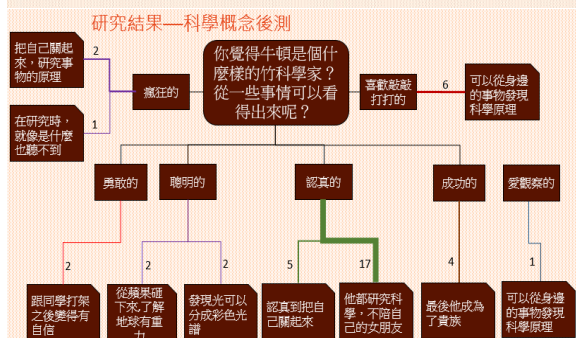 研究結果—科學概念後測
把自己關起
來，研究事
物的原理
2
在研究時，
就像是什麼
也聽不到
1
瘋狂的
你覺得牛頓是個什
麼樣的竹科學家？
從一些事情可以看
得出來呢？
喜歡敲敲
打打的
6
可以從身邊
的事物發現
科學原理
勇敢的
聰明的
認真的
成功的
愛觀察的
2
2
2
5
17
4
1
跟同學打架
之後變得有
自信
從蘋果碰
下來,了解
地球有重
力
發現光可以
分成彩色光
譜
認真到把自
己關起來
他都研究科
學，不陪自
己的女朋友
最後他成為
了貴族
可以從身邊
的事物發現
科學原理